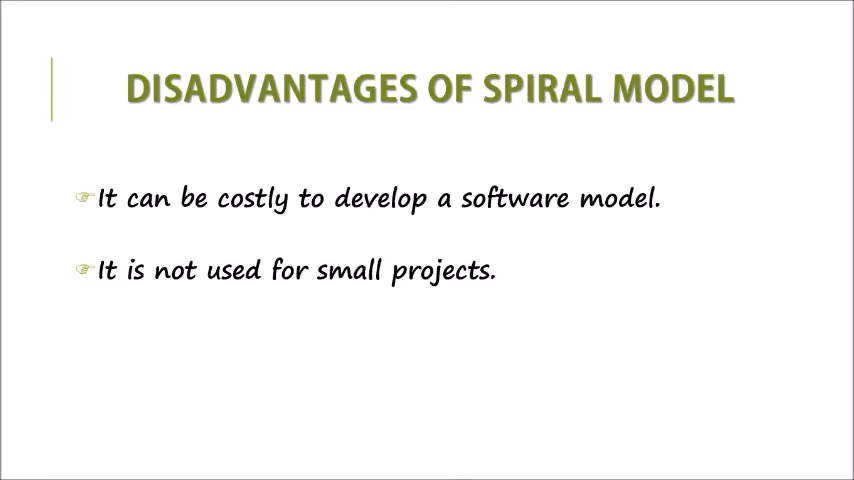 DISADVANTAGES OF SPIRAL MODEL
It can be costly to develop a software model.
It is not used for small projects.